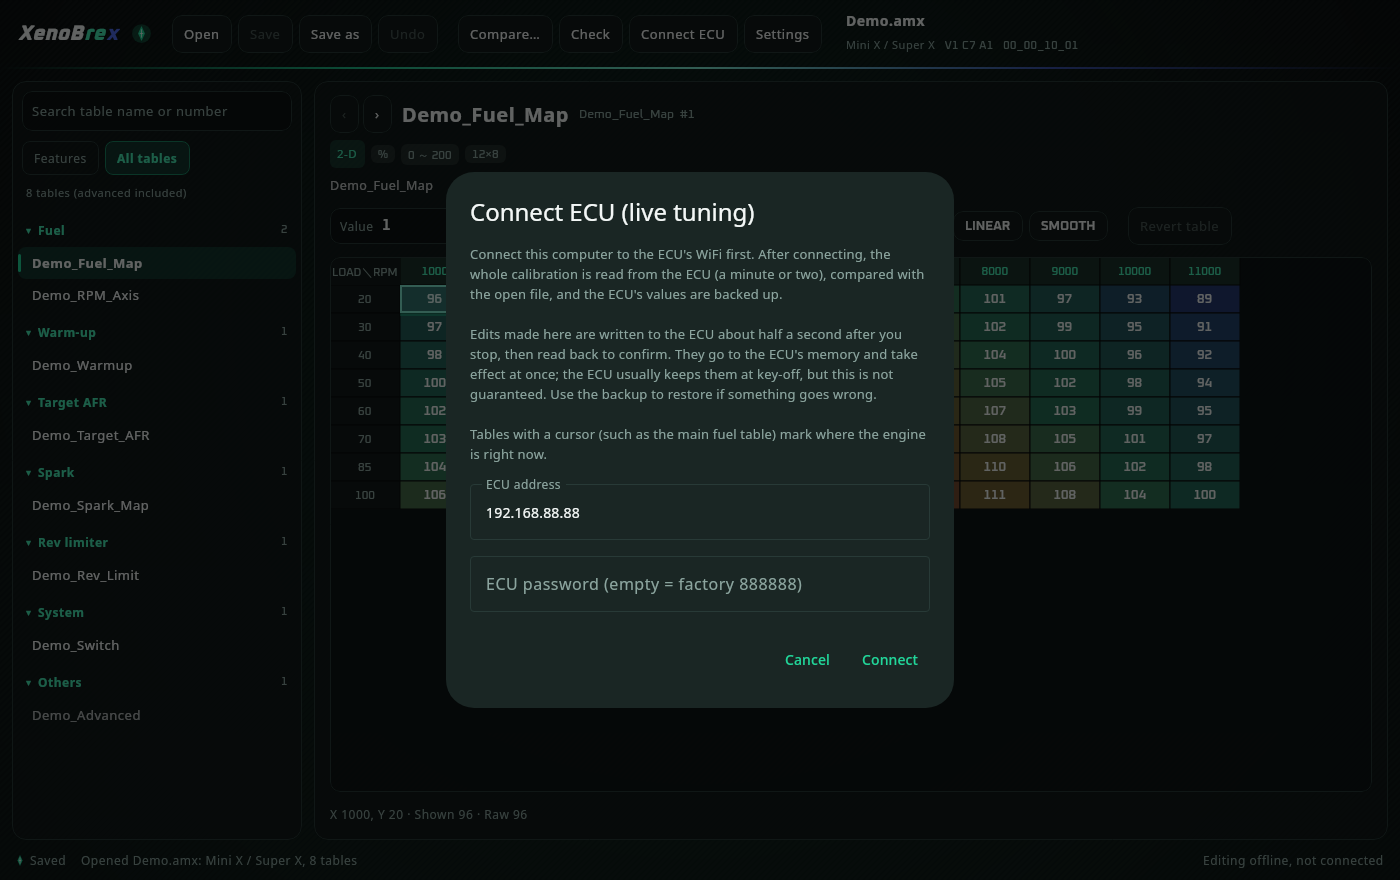 XenoBrex
Open Save Save as Undo Compare... Check Connect ECU Settings
Demo.amx
Mini X / Super X V1 C7 A1 00_00_10_01
Search table name or number
Features All tables
8 tables (advanced included)
▾ Fuel 2
Demo_Fuel_Map
Demo_RPM_Axis
▾ Warm-up 1
Demo_Warmup
▾ Target AFR 1
Demo_Target_AFR
▾ Spark 1
Demo_Spark_Map
▾ Rev limiter 1
Demo_Rev_Limit
▾ System 1
Demo_Switch
▾ Others 1
Demo_Advanced
‹ › Demo_Fuel_Map Demo_Fuel_Map #1
2-D % 0 ~ 200 12×8
Demo_Fuel_Map
Value 1 LINEAR SMOOTH Revert table
LOAD\RPM 1000 8000 9000 10000 11000
20 96 101 97 93 89
30 97 102 99 95 91
40 98 104 100 96 92
50 100 105 102 98 94
60 102 107 103 99 95
70 103 108 105 101 97
85 104 110 106 102 98
100 106 111 108 104 100
Connect ECU (live tuning)
Connect this computer to the ECU's WiFi first. After connecting, the
whole calibration is read from the ECU (a minute or two), compared with
the open file, and the ECU's values are backed up.
Edits made here are written to the ECU about half a second after you
stop, then read back to confirm. They go to the ECU's memory and take
effect at once; the ECU usually keeps them at key-off, but this is not
guaranteed. Use the backup to restore if something goes wrong.
Tables with a cursor (such as the main fuel table) mark where the engine
is right now.
ECU address
192.168.88.88
ECU password (empty = factory 888888)
Cancel Connect
X 1000, Y 20 · Shown 96 · Raw 96
Saved Opened Demo.amx: Mini X / Super X, 8 tables Editing offline, not connected